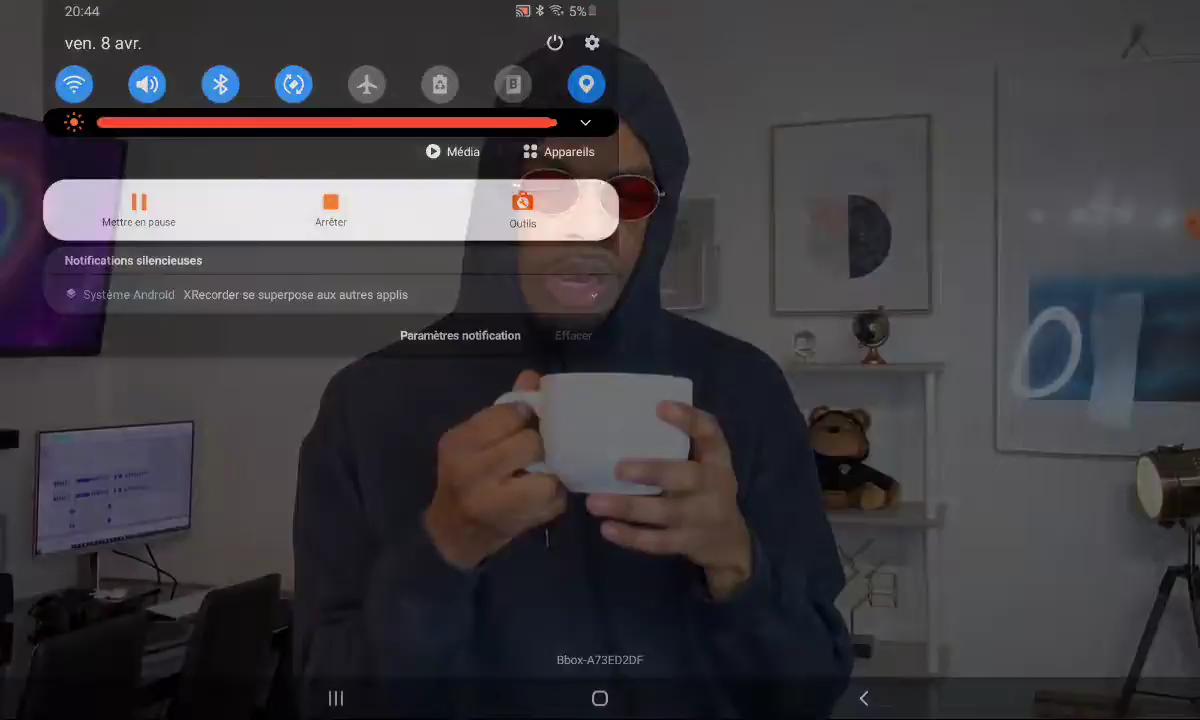 20:44
5%
ven. 8 avr.
Média
Appareils
Mettre en pause
Arrêter
Outils
Notifications silencieuses
Système Android XRecorder se superpose aux autres applis
Paramètres notification
Effacer
Bbox-A73ED2DF